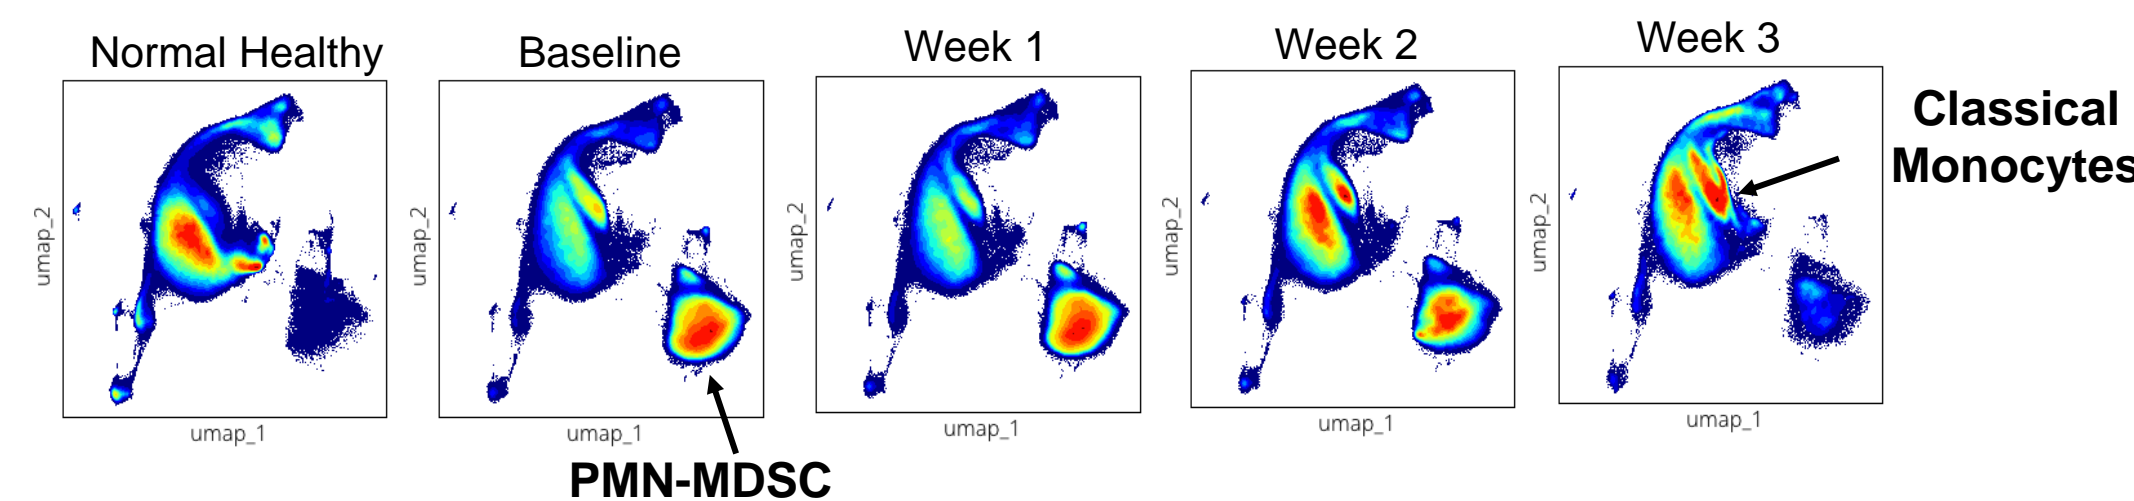 Normal Healthy
Baseline
Week 1
Week 2
Week 3
Classical
Monocytes
umap_2
umap_2
umap_2
umap_2
umap_2
umap_1
umap_1
umap_1
umap_1
umap_1
PMN-MDSC